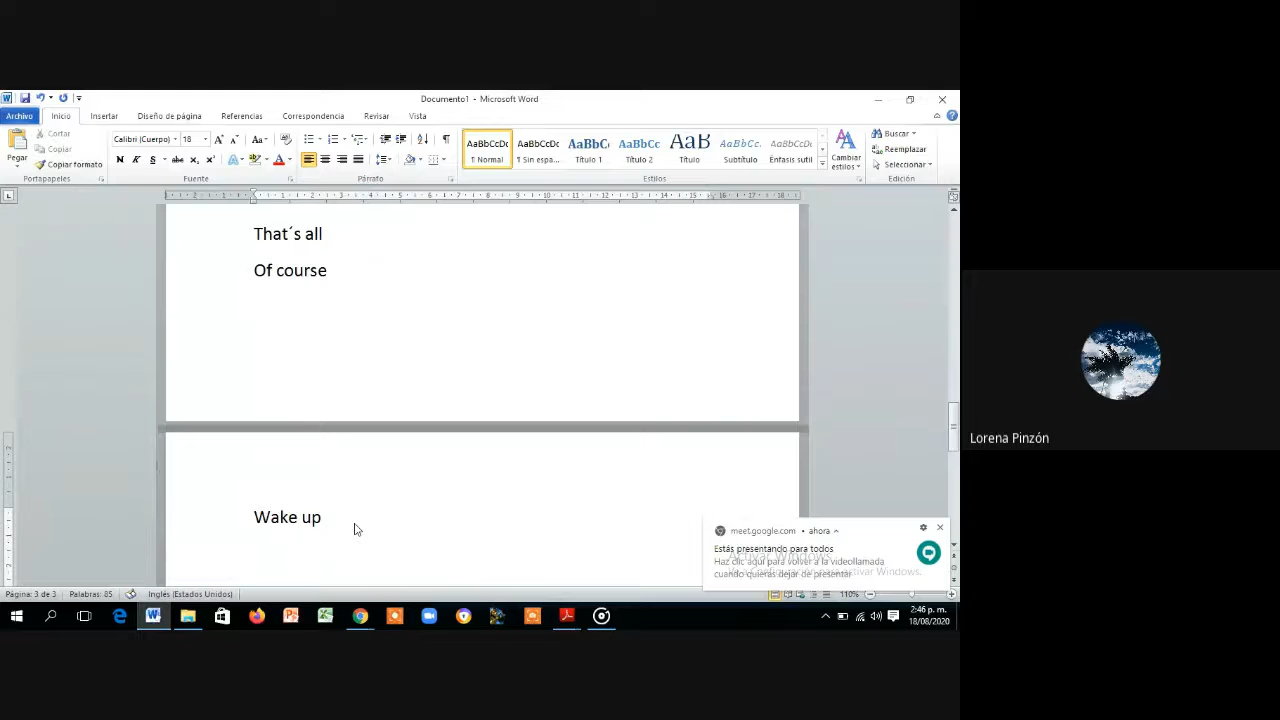 Documento1 - Microsoft Word
Archivo Inicio Insertar Diseño de página Referencias Correspondencia Revisar Vista
Pegar
Cortar
Copiar
Copiar formato
Portapapeles
Calibri (Cuerpo) 18
Fuente
Párrafo
AaBbCcDc AaBbCcDc AaBbC AaBbCc AaB AaBbCc. AaBbCcDc
¶ Normal ¶ Sin espa... Título 1 Título 2 Título Subtítulo Énfasis sutil
Estilos
Cambiar estilos
Buscar
Reemplazar
Seleccionar
Edición
That´s all
Of course
Wake up
meet.google.com • ahora
Estás presentando para todos
Haz clic aquí para volver a la videollamada
cuando quieras dejar de presentar
Activar Windows
Página: 3 de 3 Palabras: 85 Inglés (Estados Unidos) 110%
2:46 p. m.
18/08/2020
Lorena Pinzón